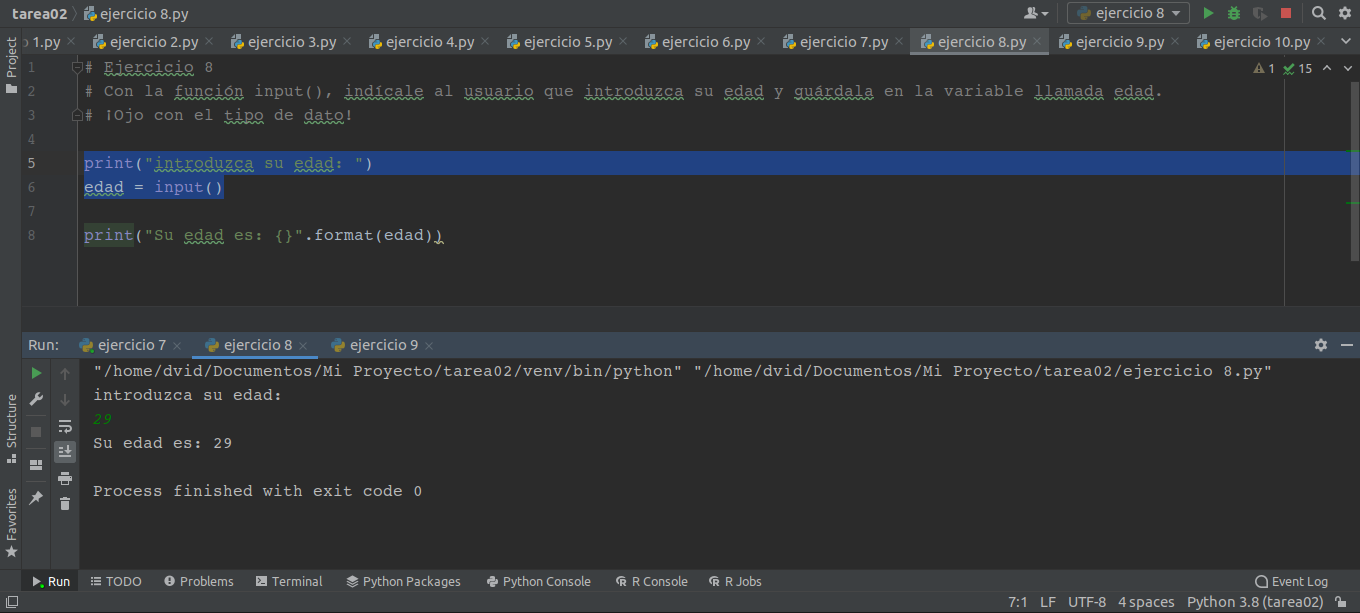 tarea02 › ejercicio 8.py
ejercicio 8
1.py ejercicio 2.py ejercicio 3.py ejercicio 4.py ejercicio 5.py ejercicio 6.py ejercicio 7.py ejercicio 8.py ejercicio 9.py ejercicio 10.py
Project
1 # Ejercicio 8
1 15
2 # Con la función input(), indícale al usuario que introduzca su edad y guárdala en la variable llamada edad.
3 # ¡Ojo con el tipo de dato!
4
5 print("introduzca su edad: ")
6 edad = input()
7
8 print("Su edad es: {}".format(edad))
Run: ejercicio 7 ejercicio 8 ejercicio 9
"/home/dvid/Documentos/Mi Proyecto/tarea02/venv/bin/python" "/home/dvid/Documentos/Mi Proyecto/tarea02/ejercicio 8.py"
introduzca su edad:
29
Su edad es: 29
Process finished with exit code 0
Structure
Favorites
Run TODO Problems Terminal Python Packages Python Console R Console R Jobs Event Log
7:1 LF UTF-8 4 spaces Python 3.8 (tarea02)